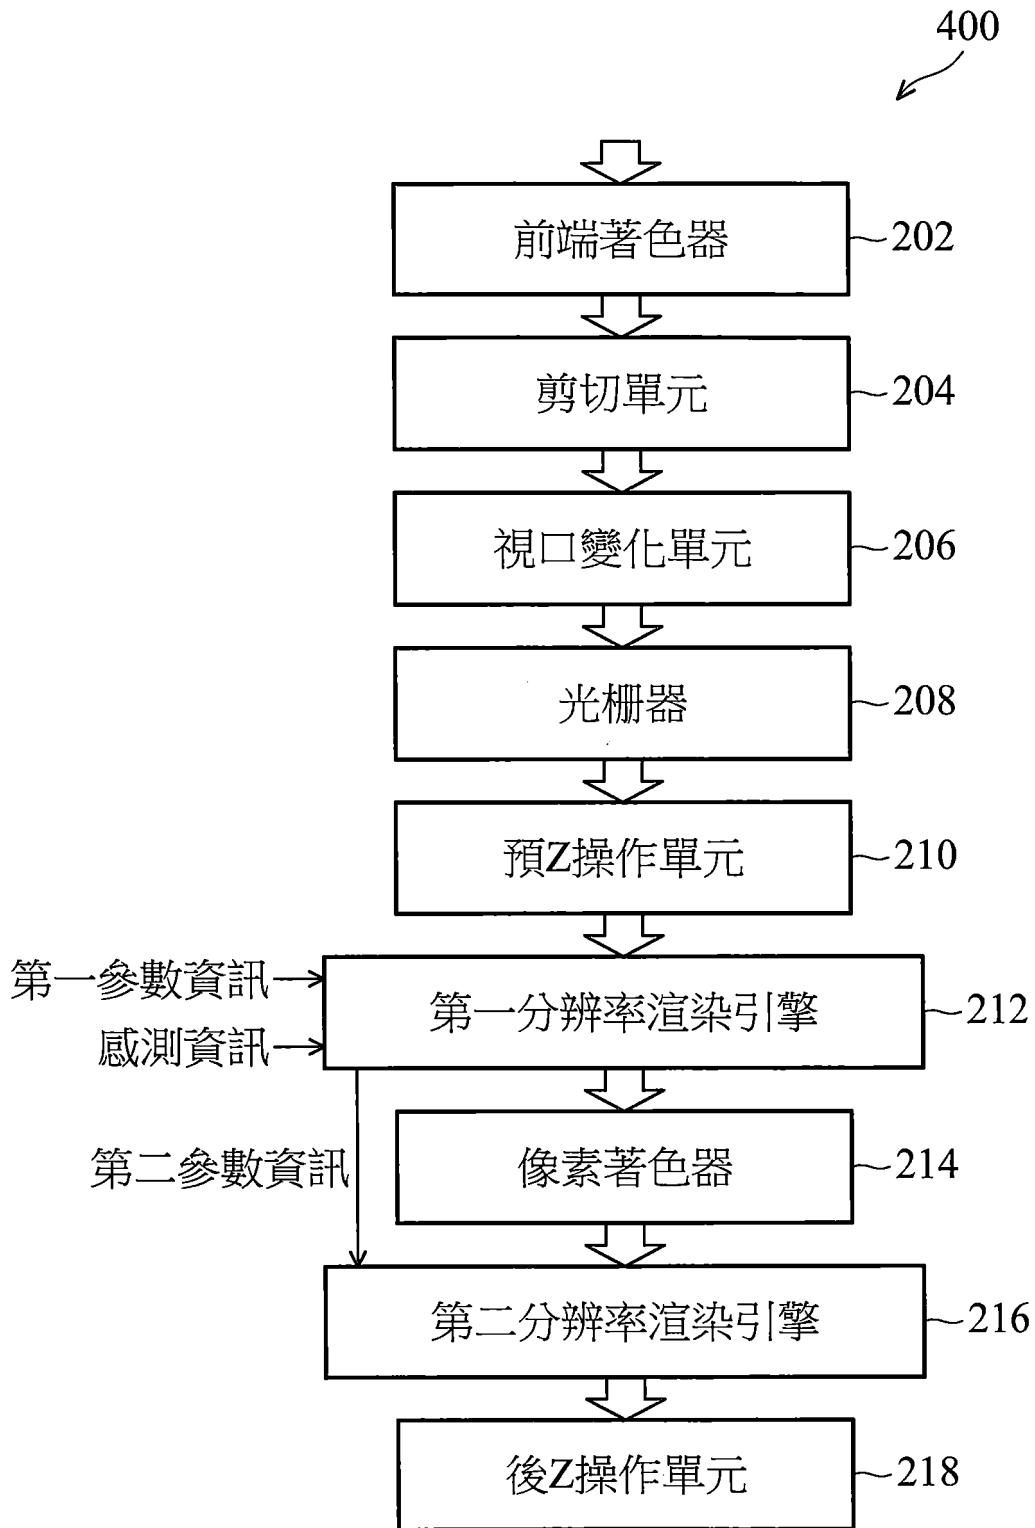 400
前端著色器
202
剪切單元
204
視口變化單元
206
光柵器
208
預Z操作單元
210
第一參數資訊
感測資訊
第一分辨率渲染引擎
212
第二參數資訊
像素著色器
214
第二分辨率渲染引擎
216
後Z操作單元
218